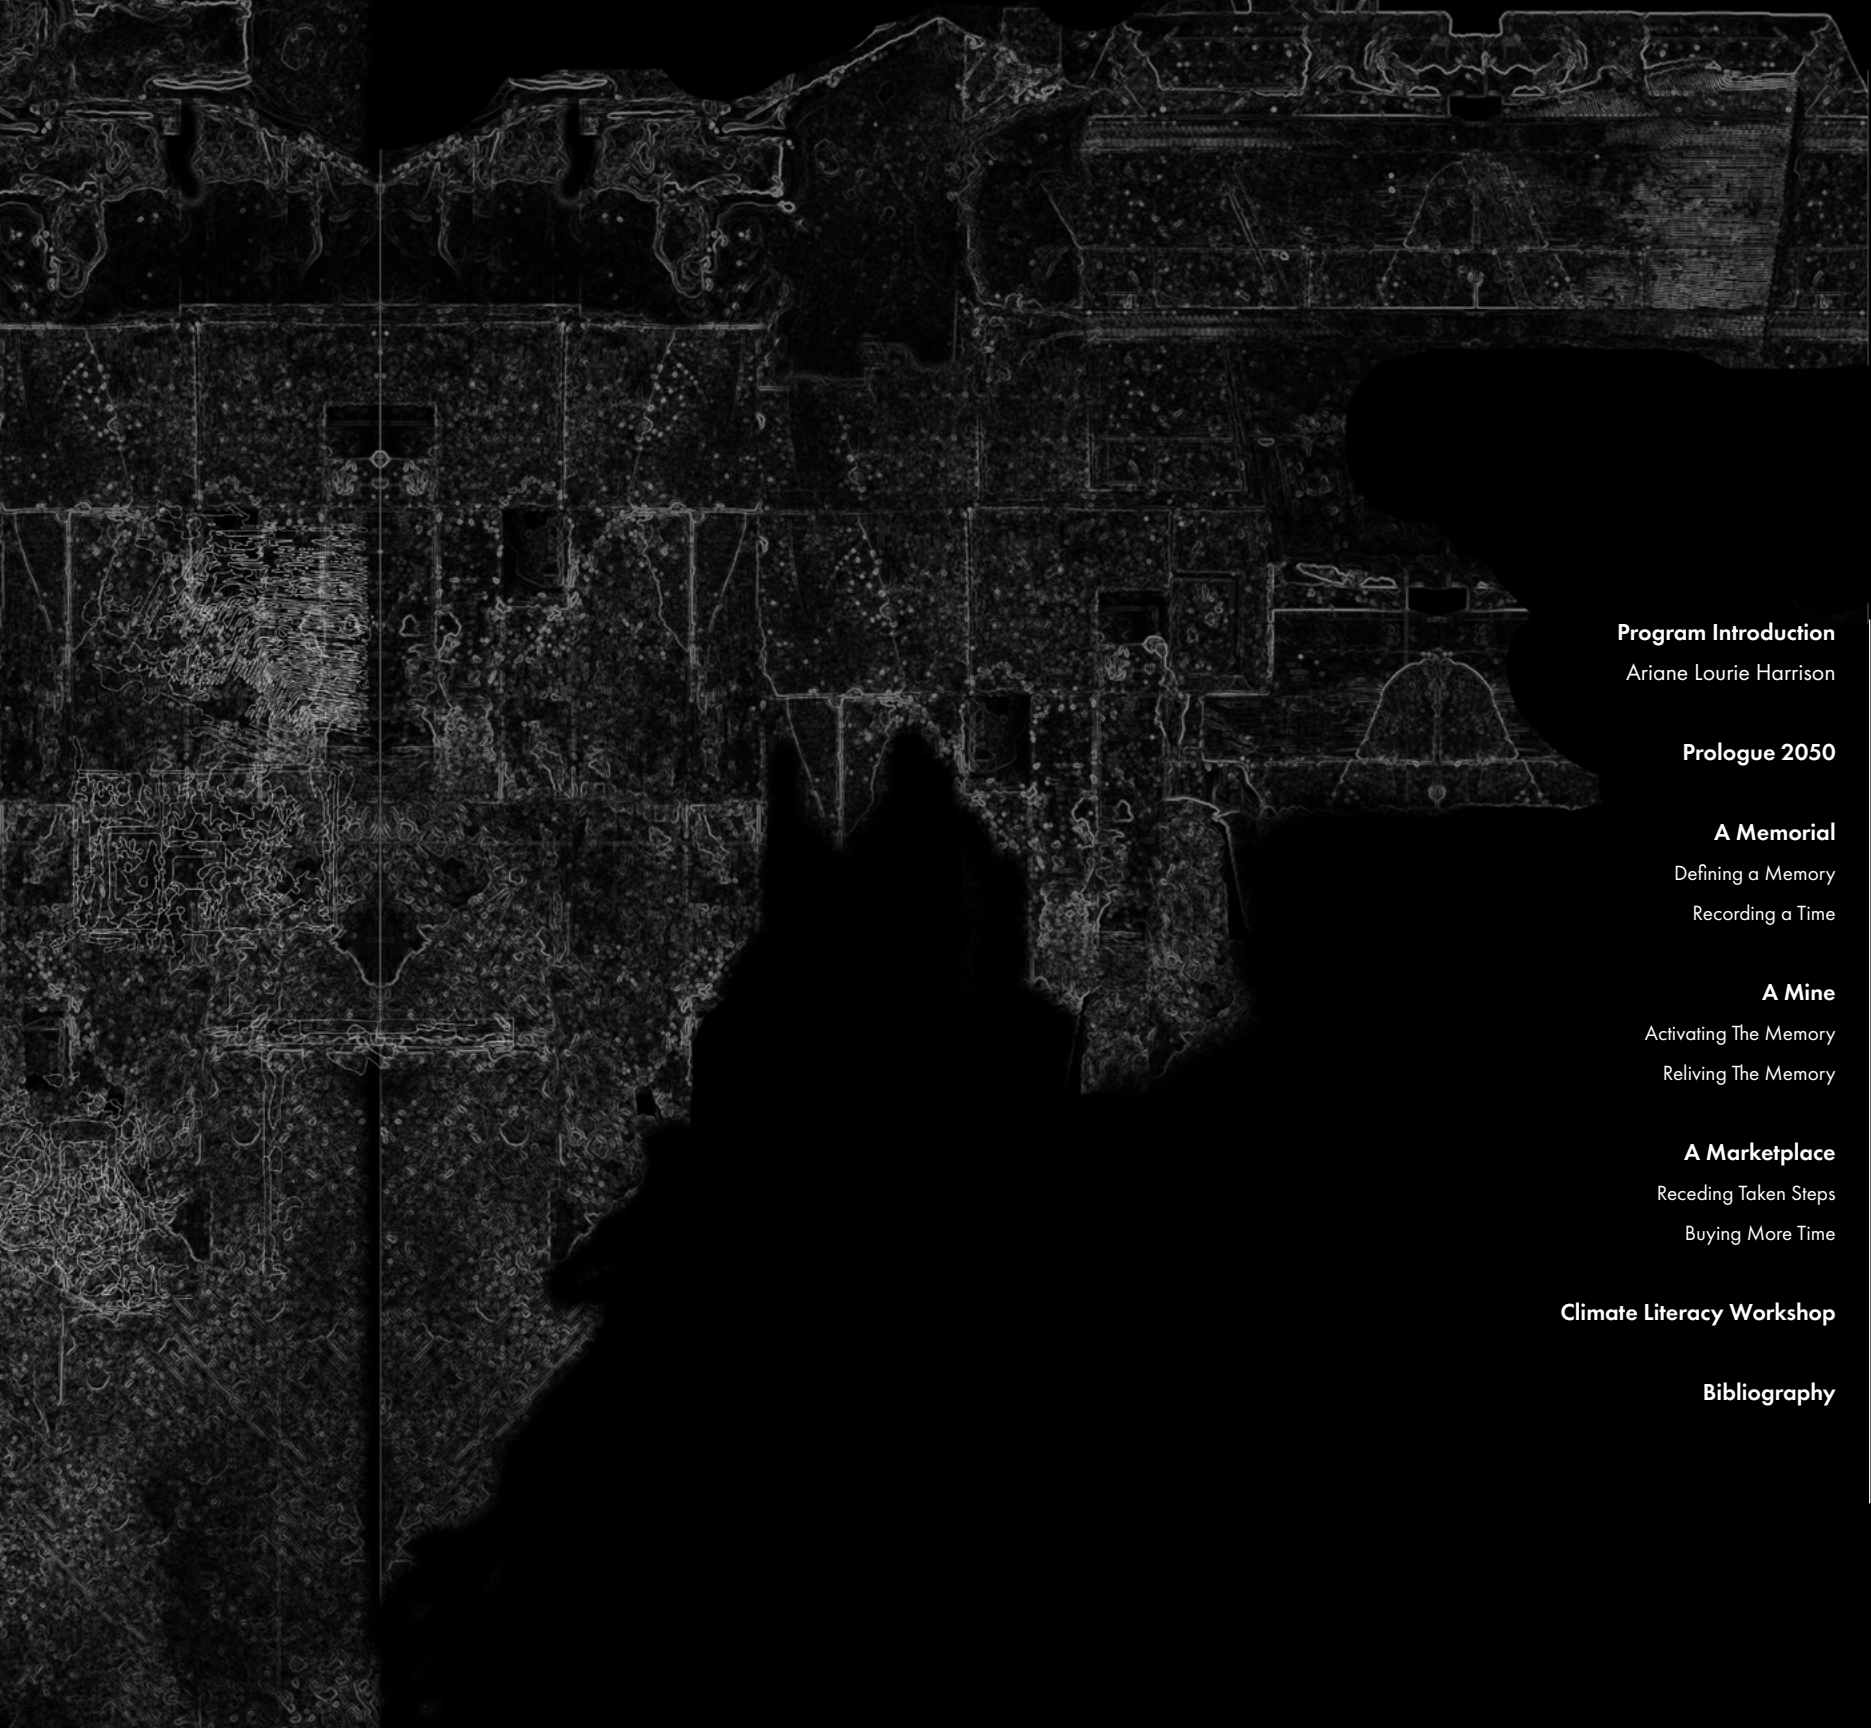 Program Introduction
Ariane Lourie Harrison
Prologue 2050
A Memorial
Defining a Memory
Recording a Time
A Mine
Activating The Memory
Reliving The Memory
A Marketplace
Receding Taken Steps
Buying More Time
Climate Literacy Workshop
Bibliography